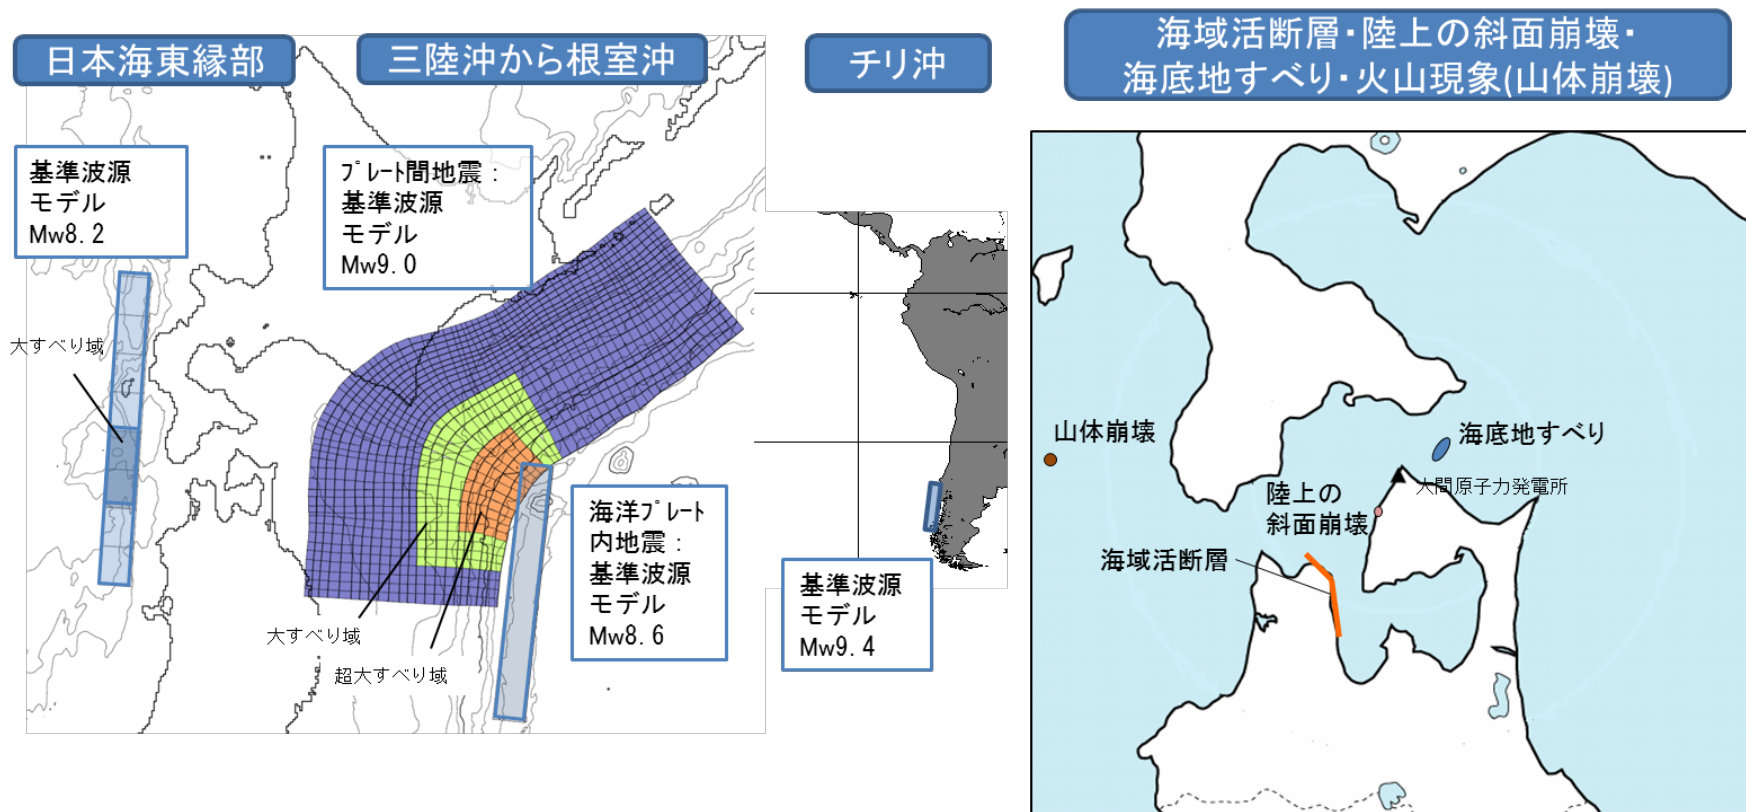 日本海東縁部
三陸沖から根室沖
チリ沖
海域活断層・陸上の斜面崩壊・
海底地すべり・火山現象(山体崩壊)
基準波源
モデル
Mw8.2
プレート間地震：
基準波源
モデル
Mw9.0
大すべり域
海洋プレート
内地震：
基準波源
モデル
Mw8.6
大すべり域
超大すべり域
基準波源
モデル
Mw9.4
山体崩壊
海底地すべり
大間原子力発電所
陸上の
斜面崩壊
海域活断層